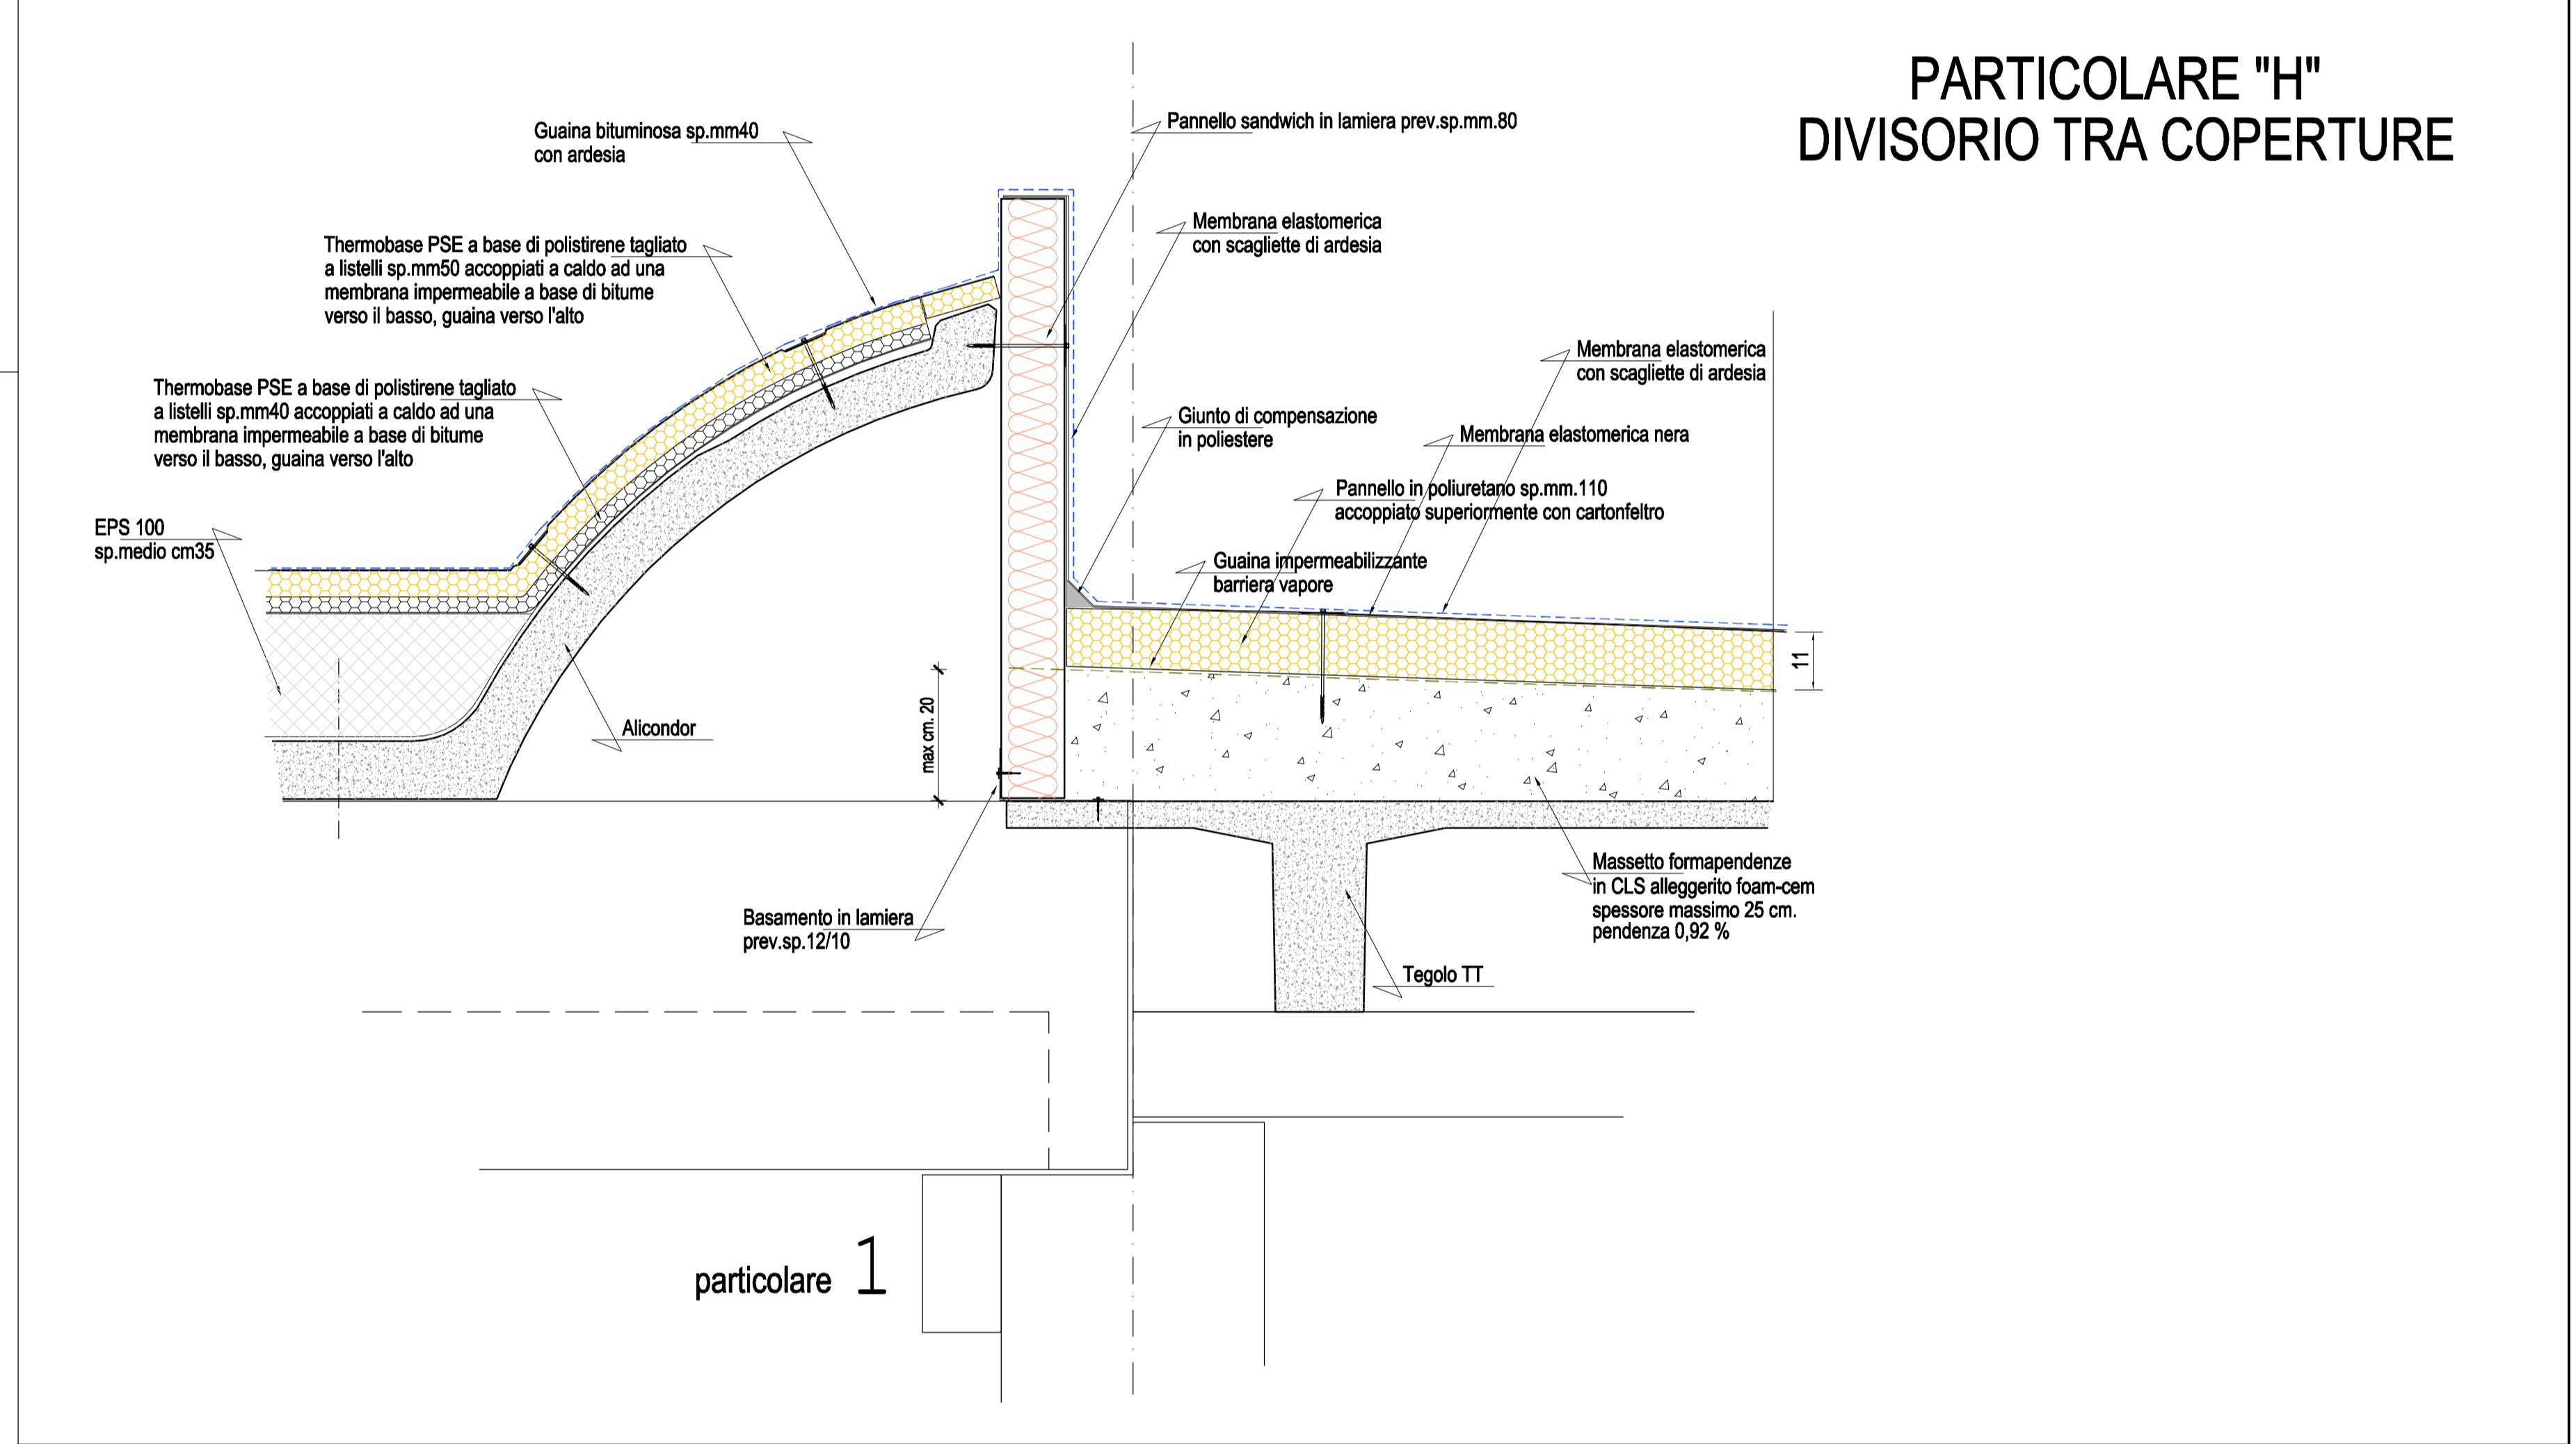 PARTICOLARE "H"
DIVISORIO TRA COPERTURE
Guaina bituminosa sp.mm40
con ardesia
Pannello sandwich in lamiera prev.sp.mm.80
Thermobase PSE a base di polistirene tagliato
a listelli sp.mm50 accoppiati a caldo ad una
membrana impermeabile a base di bitume
verso il basso, guaina verso l'alto
Membrana elastomerica
con scagliette di ardesia
Thermobase PSE a base di polistirene tagliato
a listelli sp.mm40 accoppiati a caldo ad una
membrana impermeabile a base di bitume
verso il basso, guaina verso l'alto
Membrana elastomerica
con scagliette di ardesia
Giunto di compensazione
in poliestere
Membrana elastomerica nera
Pannello in poliuretano sp.mm.110
accoppiato superiormente con cartonfeltro
EPS 100
sp.medio cm35
Guaina impermeabilizzante
barriera vapore
11
max cm. 20
Alicondor
Massetto formapendenze
in CLS alleggerito foam-cem
spessore massimo 25 cm.
pendenza 0,92 %
Basamento in lamiera
prev.sp.12/10
Tegolo TT
particolare 1